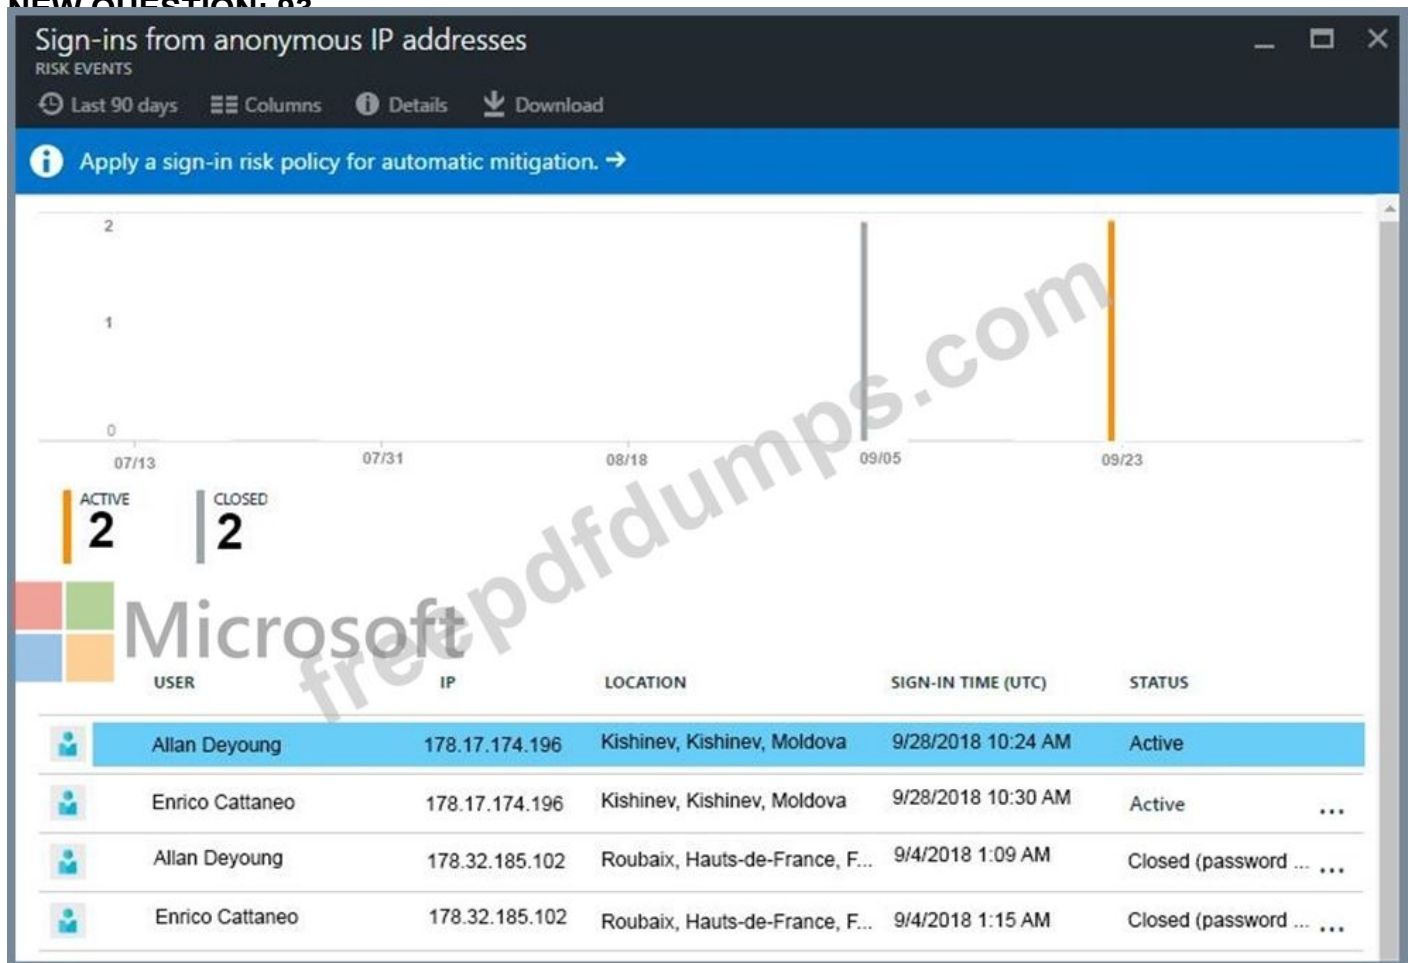 NEW QUESTION: 93
Sign-ins from anonymous IP addresses
RISK EVENTS
Last 90 days Columns Details Download
Apply a sign-in risk policy for automatic mitigation. →
2
1
0
07/13 07/31 08/18 09/05 09/23
ACTIVE CLOSED
2 2
Microsoft
freepdfdumps.com
USER IP LOCATION SIGN-IN TIME (UTC) STATUS
Allan Deyoung 178.17.174.196 Kishinev, Kishinev, Moldova 9/28/2018 10:24 AM Active
Enrico Cattaneo 178.17.174.196 Kishinev, Kishinev, Moldova 9/28/2018 10:30 AM Active ...
Allan Deyoung 178.32.185.102 Roubaix, Hauts-de-France, F... 9/4/2018 1:09 AM Closed (password ... ...
Enrico Cattaneo 178.32.185.102 Roubaix, Hauts-de-France, F... 9/4/2018 1:15 AM Closed (password ... ...